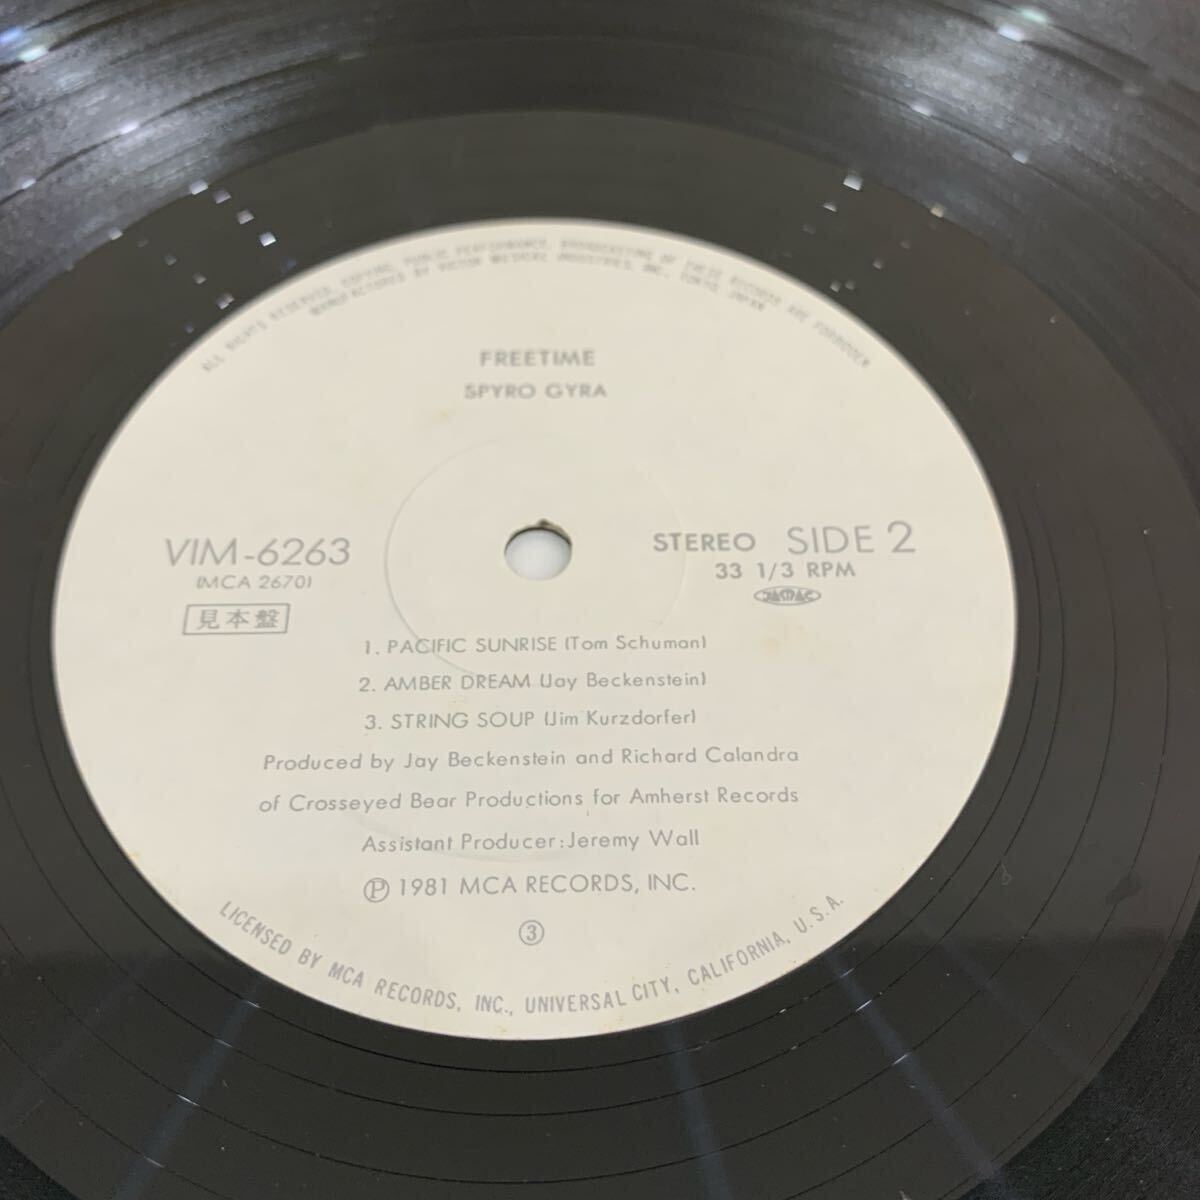 ALL RIGHTS RESERVED. COPYING, PUBLIC PERFORMANCE, BROADCASTING OF THESE RECORDS ARE FORBIDDEN
MANUFACTURED BY VICTOR MUSICAL INDUSTRIES, INC. TOKYO JAPAN
FREETIME
SPYRO GYRA
VIM-6263
(MCA 2670)
見本盤
STEREO SIDE 2
33 1/3 RPM
1. PACIFIC SUNRISE (Tom Schuman)
2. AMBER DREAM (Jay Beckenstein)
3. STRING SOUP (Jim Kurzdorfer)
Produced by Jay Beckenstein and Richard Calandra
of Crosseyed Bear Productions for Amherst Records
Assistant Producer:Jeremy Wall
Ⓟ 1981 MCA RECORDS, INC.
③
LICENSED BY MCA RECORDS, INC., UNIVERSAL CITY, CALIFORNIA, U.S.A.